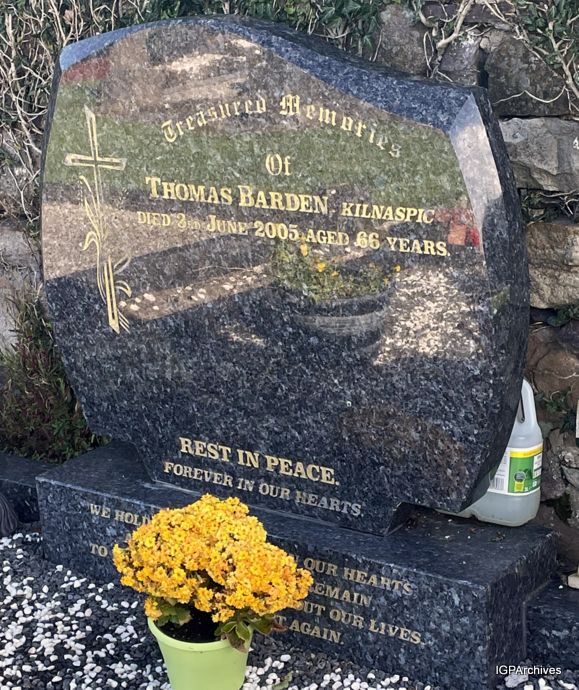 Treasured Memories
Of
THOMAS BARDEN. KILNASPIC
DIED 3RD JUNE 2005. AGED 66 YEARS.
REST IN PEACE.
FOREVER IN OUR HEARTS.
WE HOLD OUR HEARTS
REMAIN
TO OUT OUR LIVES.
AGAIN.
IGPArchives